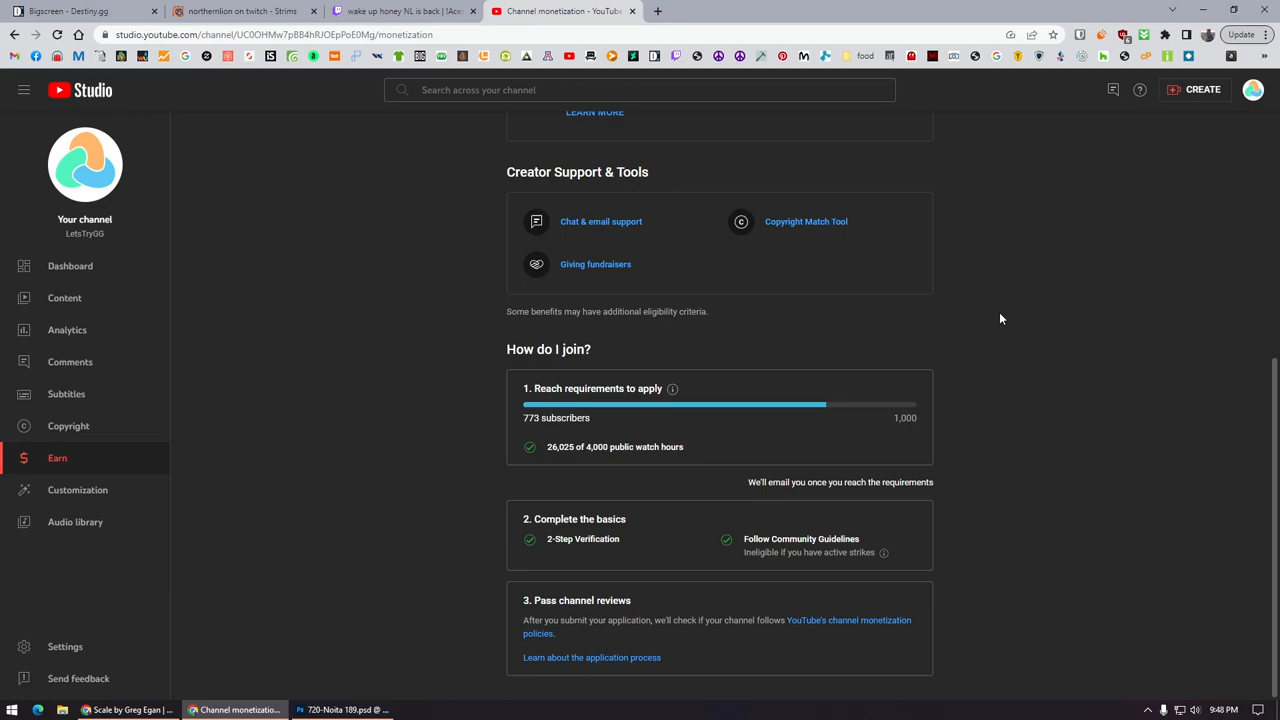 Bigscreen - Destiny.gg
northernlion on twitch - Strims
wake up honey NL is back | !Aces
Channel monetization - YouTube
studio.youtube.com/channel/UC0OHMw7pBB4hRJOEpPoE0Mg/monetization
Update
food
Studio
Search across your channel
CREATE
LEARN MORE
Your channel
LetsTryGG
Dashboard
Content
Analytics
Comments
Subtitles
Copyright
Earn
Customization
Audio library
Settings
Send feedback
Creator Support & Tools
Chat & email support
Copyright Match Tool
Giving fundraisers
Some benefits may have additional eligibility criteria.
How do I join?
1. Reach requirements to apply
773 subscribers
1,000
26,025 of 4,000 public watch hours
We'll email you once you reach the requirements
2. Complete the basics
2-Step Verification
Follow Community Guidelines
Ineligible if you have active strikes
3. Pass channel reviews
After you submit your application, we'll check if your channel follows YouTube's channel monetization
policies.
Learn about the application process
Scale by Greg Egan | ...
Channel monetizatio...
720-Noita 189.psd @ ...
9:48 PM